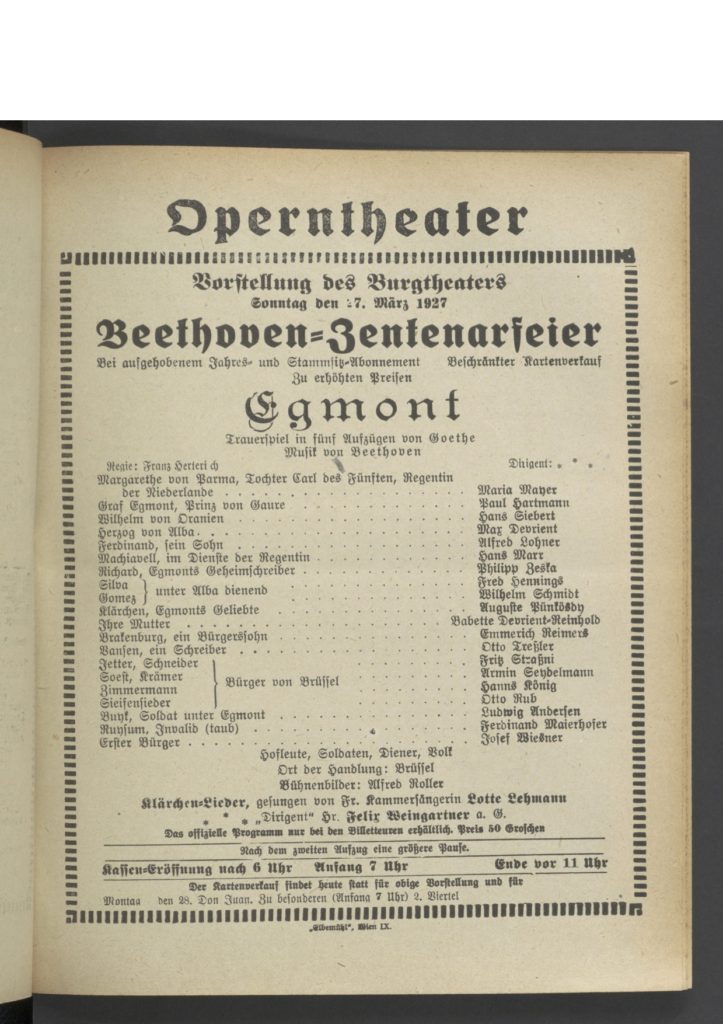 Operntheater
Vorstellung des Burgtheaters
Sonntag den 27. März 1927
Beethoven-Zentenarfeier
Bei aufgehobenem Jahres- und Stammsitz-Abonnement Beschränkter Kartenverkauf
Zu erhöhten Preisen
Egmont
Trauerspiel in fünf Aufzügen von Goethe
Musik von Beethoven
Regie: Franz Herterich Dirigent: * * *
Margarethe von Parma, Tochter Carl des Fünften, Regentin
der Niederlande . . . . . . . . . . Maria Mayer
Graf Egmont, Prinz von Gaure . . . . . . . . . . Paul Hartmann
Wilhelm von Oranien . . . . . . . . . . Hans Siebert
Herzog von Alba . . . . . . . . . . Max Devrient
Ferdinand, sein Sohn . . . . . . . . . . Alfred Lohner
Machiavell, im Dienste der Regentin . . . . . . . . . . Hans Marr
Richard, Egmonts Geheimschreiber . . . . . . . . . . Philipp Zeska
Silva } unter Alba dienend . . . . . . . . . . Fred Hennings
Gomez } . . . . . . . . . . Wilhelm Schmidt
Klärchen, Egmonts Geliebte . . . . . . . . . . Auguste Pünkösdy
Ihre Mutter . . . . . . . . . . Babette Devrient-Reinhold
Brakenburg, ein Bürgerssohn . . . . . . . . . . Emmerich Reimers
Vansen, ein Schreiber . . . . . . . . . . Otto Treßler
Jetter, Schneider } Bürger von Brüssel . . . . . . . . . . Fritz Straßni
Soest, Krämer } . . . . . . . . . . Armin Seydelmann
Zimmermann } . . . . . . . . . . Hanns König
Sieifensieder } . . . . . . . . . . Otto Rub
Buyk, Soldat unter Egmont . . . . . . . . . . Ludwig Andersen
Ruysum, Invalid (taub) . . . . . . . . . . Ferdinand Maierhofer
Erster Bürger . . . . . . . . . . Josef Wiesner
Hofleute, Soldaten, Diener, Volk
Ort der Handlung: Brüssel
Bühnenbilder: Alfred Roller
Klärchen-Lieder, gesungen von Fr. Kammersängerin Lotte Lehmann
* * * „Dirigent“ Hr. Felix Weingartner a. G.
Das offizielle Programm nur bei den Billetteuren erhältlich. Preis 50 Groschen
Nach dem zweiten Aufzug eine größere Pause.
Kassen-Eröffnung nach 6 Uhr Anfang 7 Uhr Ende vor 11 Uhr
Der Kartenverkauf findet heute statt für obige Vorstellung und für
Montag den 28. Don Juan. Zu besonderen (Anfang 7 Uhr) 2. Viertel
„Elbemühl“, Wien IX.